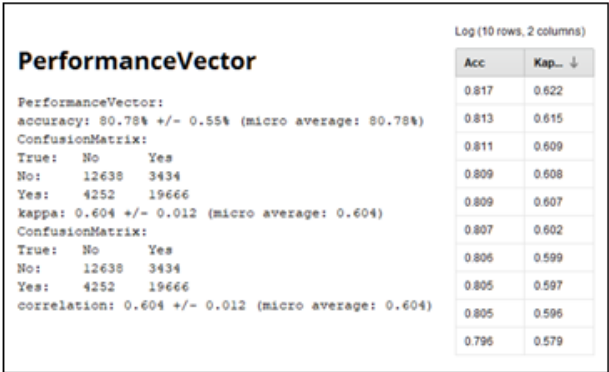 PerformanceVector
PerformanceVector:
accuracy: 80.78% +/- 0.55% (micro average: 80.78%)
ConfusionMatrix:
True: No Yes
No: 12638 3434
Yes: 4252 19666
kappa: 0.604 +/- 0.012 (micro average: 0.604)
ConfusionMatrix:
True: No Yes
No: 12638 3434
Yes: 4252 19666
correlation: 0.604 +/- 0.012 (micro average: 0.604)
Log (10 rows, 2 columns)
Acc Kap... ↓
0.817 0.622
0.813 0.615
0.811 0.609
0.809 0.608
0.809 0.607
0.807 0.602
0.806 0.599
0.805 0.597
0.805 0.596
0.796 0.579